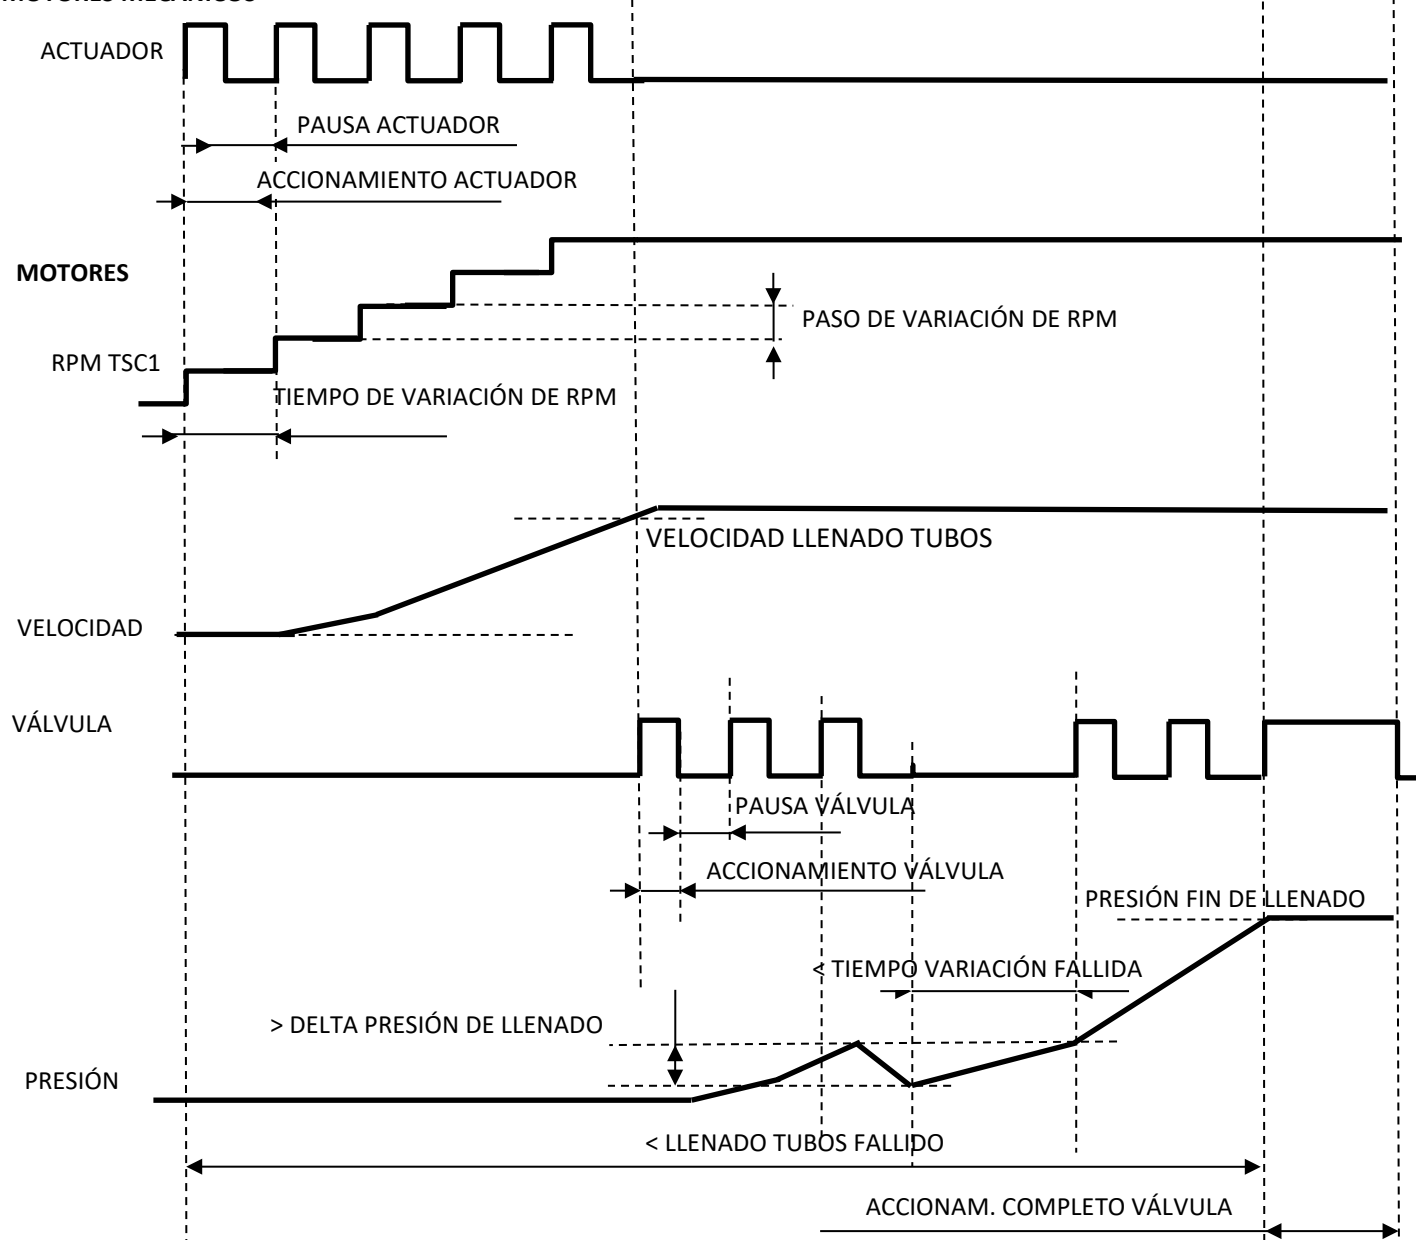 MOTORES MECÁNICOS
ACTUADOR
PAUSA ACTUADOR
ACCIONAMIENTO ACTUADOR
MOTORES
PASO DE VARIACIÓN DE RPM
RPM TSC1
TIEMPO DE VARIACIÓN DE RPM
VELOCIDAD LLENADO TUBOS
VELOCIDAD
VÁLVULA
PAUSA VÁLVULA
ACCIONAMIENTO VÁLVULA
PRESIÓN FIN DE LLENADO
< TIEMPO VARIACIÓN FALLIDA
> DELTA PRESIÓN DE LLENADO
PRESIÓN
< LLENADO TUBOS FALLIDO
ACCIONAM. COMPLETO VÁLVULA